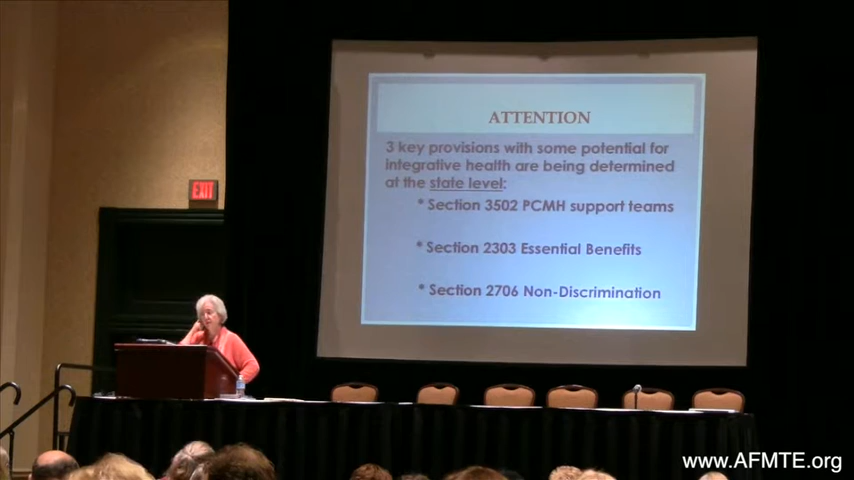 ATTENTION
3 key provisions with some potential for
integrative health are being determined
at the state level:
* Section 3502 PCMH support teams
* Section 2303 Essential Benefits
* Section 2706 Non-Discrimination
EXIT
www.AFMTE.org